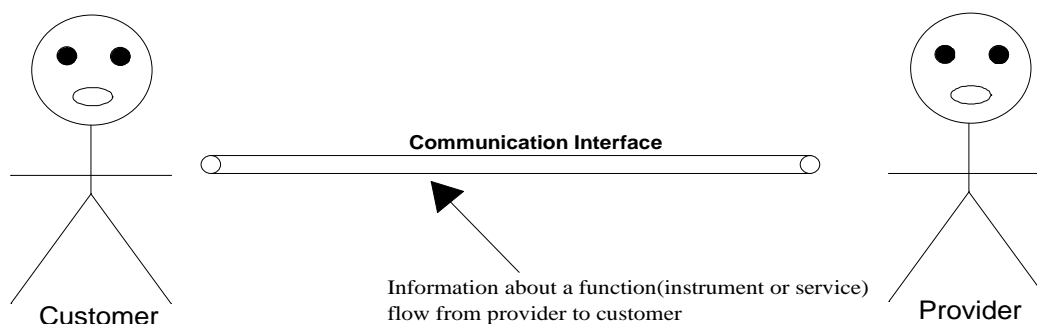 Communication Interface
Information about a function(instrument or service)
flow from provider to customer
Customer
Provider